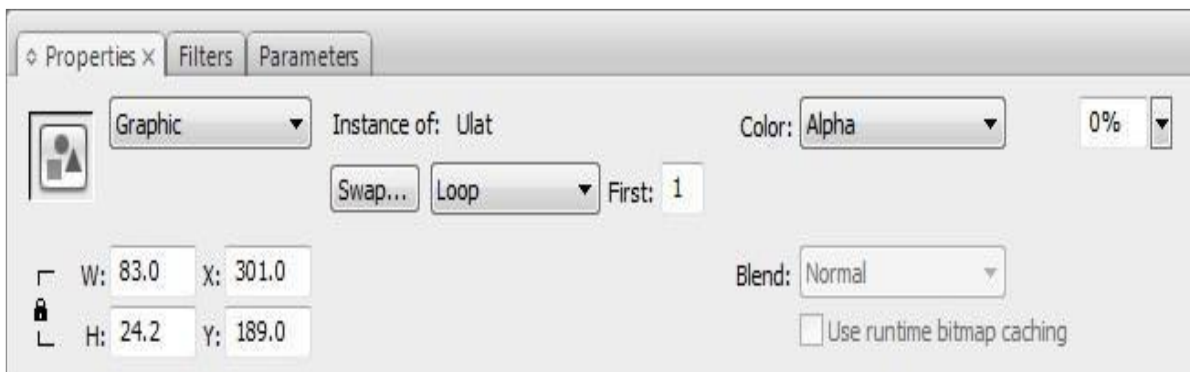 Properties × Filters Parameters
Graphic Instance of: Ulat Color: Alpha 0%
Swap... Loop First: 1
W: 83.0 X: 301.0 Blend: Normal
H: 24.2 Y: 189.0 Use runtime bitmap caching